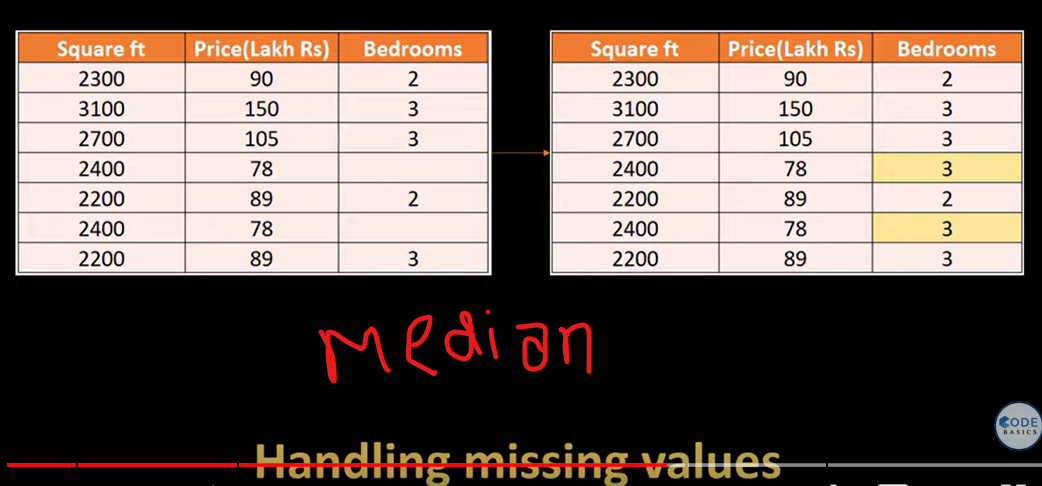 Square ft Price(Lakh Rs) Bedrooms
2300 90 2
3100 150 3
2700 105 3
2400 78
2200 89 2
2400 78
2200 89 3
Square ft Price(Lakh Rs) Bedrooms
2300 90 2
3100 150 3
2700 105 3
2400 78 3
2200 89 2
2400 78 3
2200 89 3
Median
CODE
BASICS
Handling missing values